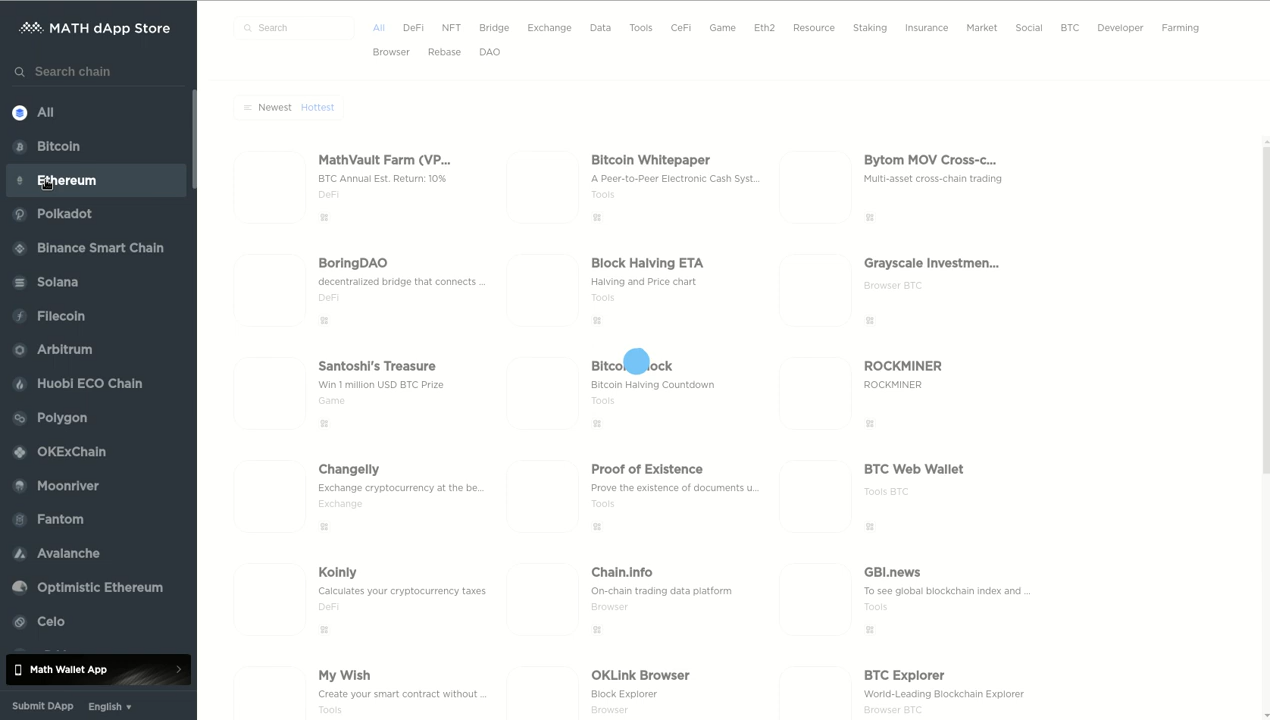 MATH dApp Store
Search chain
All
Bitcoin
Ethereum
Polkadot
Binance Smart Chain
Solana
Filecoin
Arbitrum
Huobi ECO Chain
Polygon
OKExChain
Moonriver
Fantom
Avalanche
Optimistic Ethereum
Celo
Math Wallet App
Submit DApp English
Search
All DeFi NFT Bridge Exchange Data Tools CeFi Game Eth2 Resource Staking Insurance Market Social BTC Developer Farming
Browser Rebase DAO
Newest Hottest
MathVault Farm (VP...
BTC Annual Est. Return: 10%
DeFi
Bitcoin Whitepaper
A Peer-to-Peer Electronic Cash Syst...
Tools
Bytom MOV Cross-c...
Multi-asset cross-chain trading
BoringDAO
decentralized bridge that connects ...
DeFi
Block Halving ETA
Halving and Price chart
Tools
Grayscale Investmen...
Browser BTC
Santoshi's Treasure
Win 1 million USD BTC Prize
Game
Bitcoin Halving Countdown
Tools
ROCKMINER
ROCKMINER
Changelly
Exchange cryptocurrency at the be...
Exchange
Proof of Existence
Prove the existence of documents u...
Tools
BTC Web Wallet
Tools BTC
Koinly
Calculates your cryptocurrency taxes
DeFi
Chain.info
On-chain trading data platform
Browser
GBI.news
To see global blockchain index and ...
Tools
My Wish
Create your smart contract without ...
Tools
OKLink Browser
Block Explorer
Browser
BTC Explorer
World-Leading Blockchain Explorer
Browser BTC